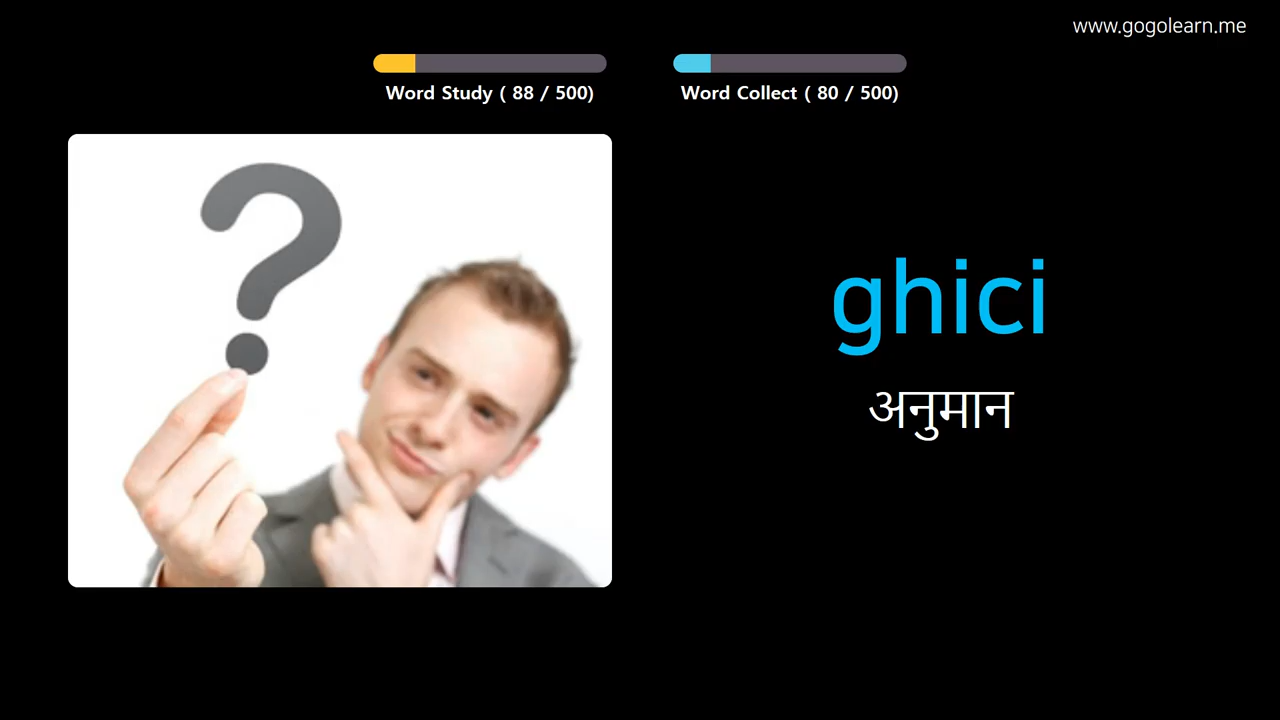 www.gogolearn.me
Word Study ( 88 / 500)
Word Collect ( 80 / 500)
?
ghici
अनुमान